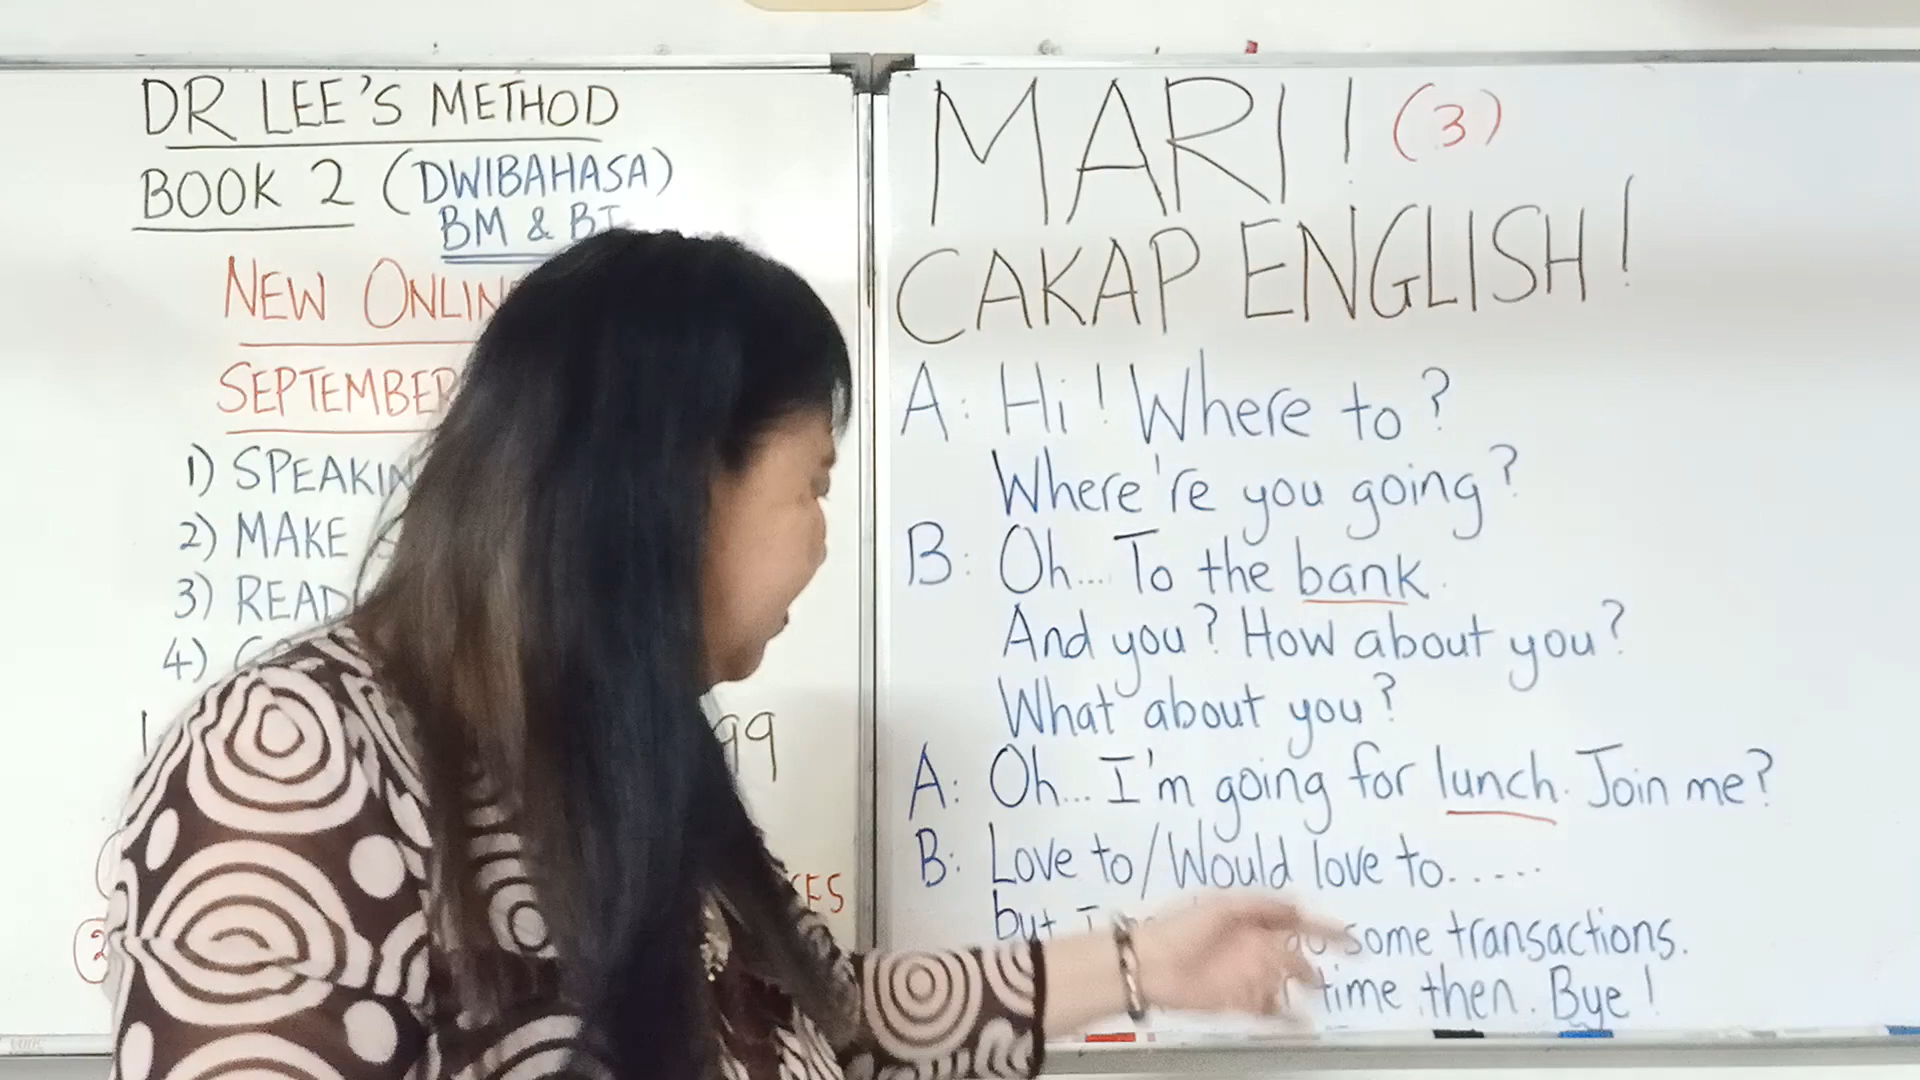 DR LEE'S METHOD
BOOK 2 (DWIBAHASA)
BM & BI
NEW
SEPTEMBER
1)
2) MAKE
3) READ
4)
99
2
MARI! (3)
CAKAP ENGLISH!
A: Hi! Where to?
Where're you going?
B: Oh... To the bank.
And you? How about you?
What about you?
A: Oh... I'm going for lunch. Join me?
B: Love to/Would love to.....
but I some transactions.
time then. Bye!